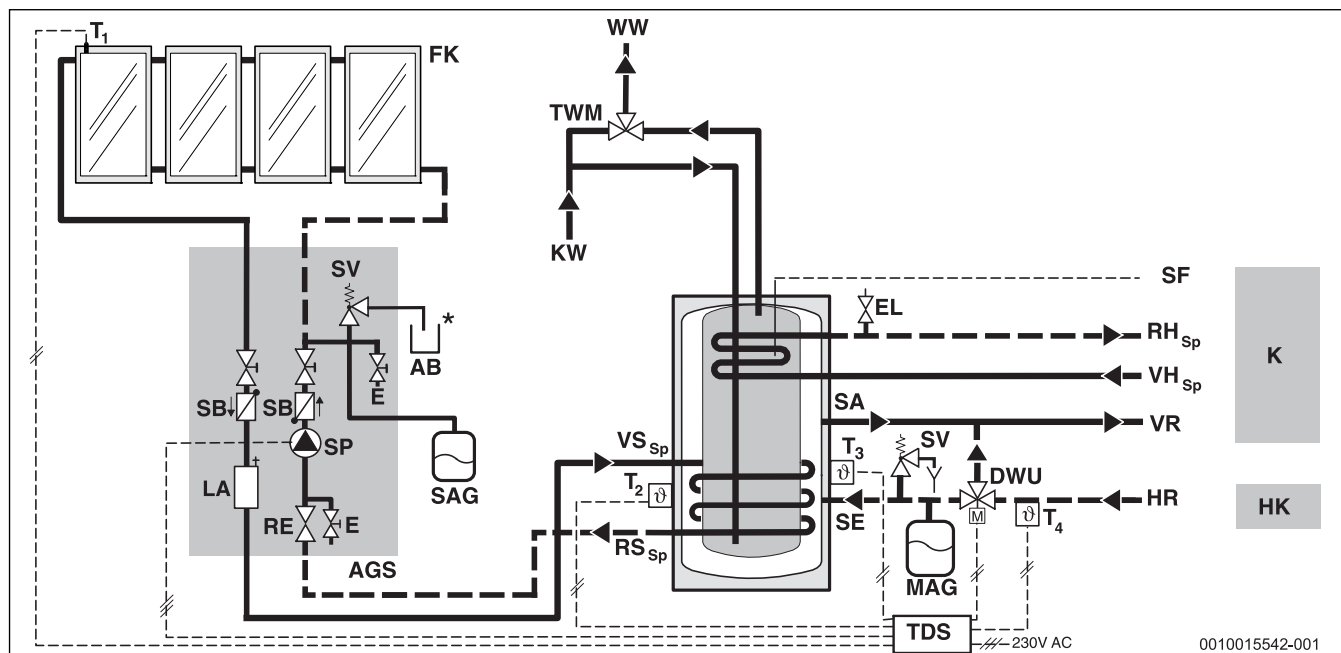 T1
FK
WW
TWM
KW
SV
AB
*
E
SB
SB
SP
LA
SAG
RE
E
AGS
SF
EL
RHSp
VHSp
K
SA
VR
VSSp
T2
ϑ
T3
ϑ
SV
DWU
M
SE
HR
HK
ϑ
T4
RSSp
MAG
TDS
230V AC
0010015542-001